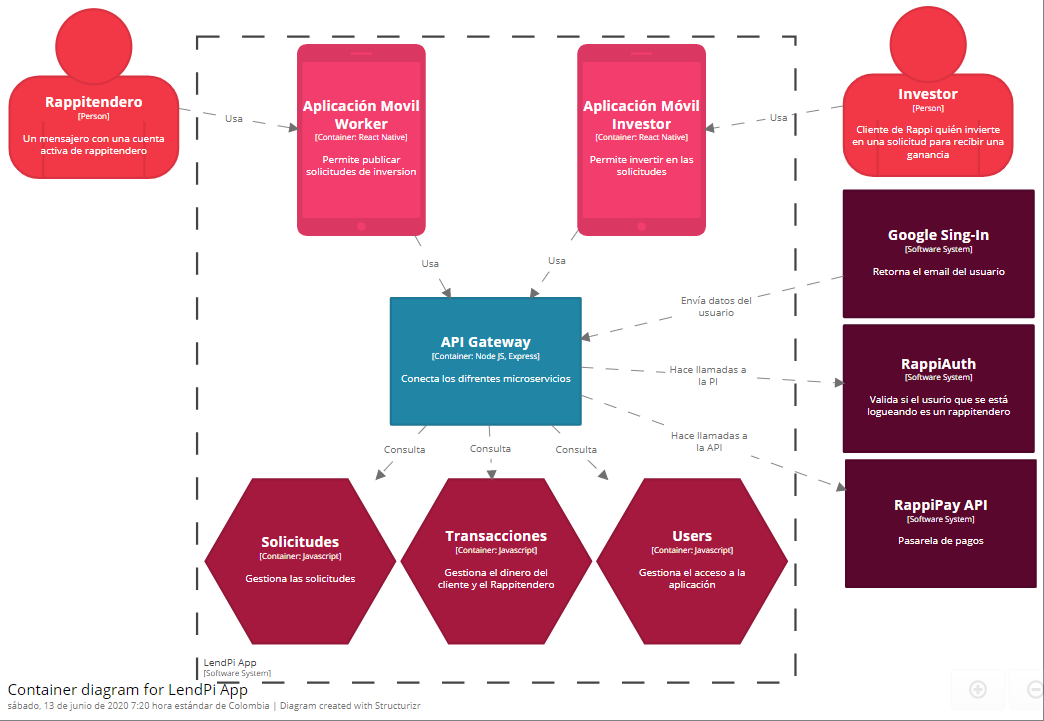 Rappitendero
[Person]
Un mensajero con una cuenta
activa de rappitendero
Usa
Aplicación Movil
Worker
[Container: React Native]
Permite publicar
solicitudes de inversion
Aplicación Móvil
Investor
[Container: React Native]
Permite invertir en las
solicitudes
Usa
Investor
[Person]
Cliente de Rappi quién invierte
en una solicitud para recibir una
ganancia
Usa
Usa
Google Sing-In
[Software System]
Retorna el email del usuario
Envía datos del
usuario
API Gateway
[Container: Node JS, Express]
Conecta los difrentes microservicios
Hace llamadas a
la PI
RappiAuth
[Software System]
Valida si el usurio que se está
logueando es un rappitendero
Hace llamadas a
la API
RappiPay API
[Software System]
Pasarela de pagos
Consulta
Consulta
Consulta
Solicitudes
[Container: Javascript]
Gestiona las solicitudes
Transacciones
[Container: Javascript]
Gestiona el dinero del
cliente y el Rappitendero
Users
[Container: Javascript]
Gestiona el acceso a la
aplicación
LendPi App
[Software System]
Container diagram for LendPi App
sábado, 13 de junio de 2020 7:20 hora estándar de Colombia | Diagram created with Structurizr